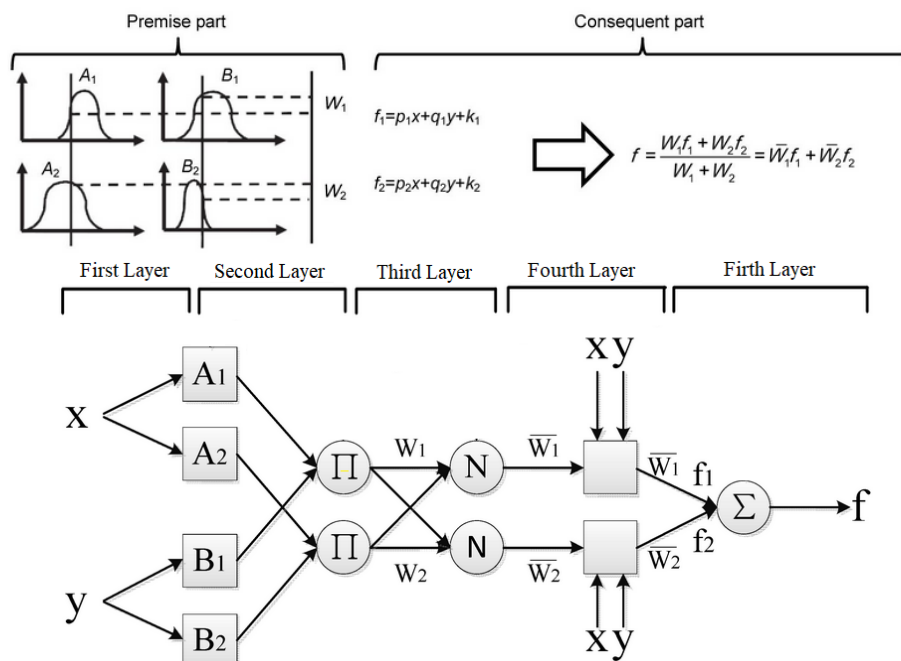 Premise part Consequent part
A₁ B₁
W₁
f₁=p₁x+q₁y+k₁
f = (W₁f₁ + W₂f₂) / (W₁ + W₂) = W̅₁f₁ + W̅₂f₂
A₂ B₂
W₂
f₂=p₂x+q₂y+k₂
First Layer Second Layer Third Layer Fourth Layer Firth Layer
x y
A1
x
A2
Π W1 N W̅1 W̅1 f1
Σ f
B1 Π W2 N W̅2 W̅2 f2
y
B2
x y